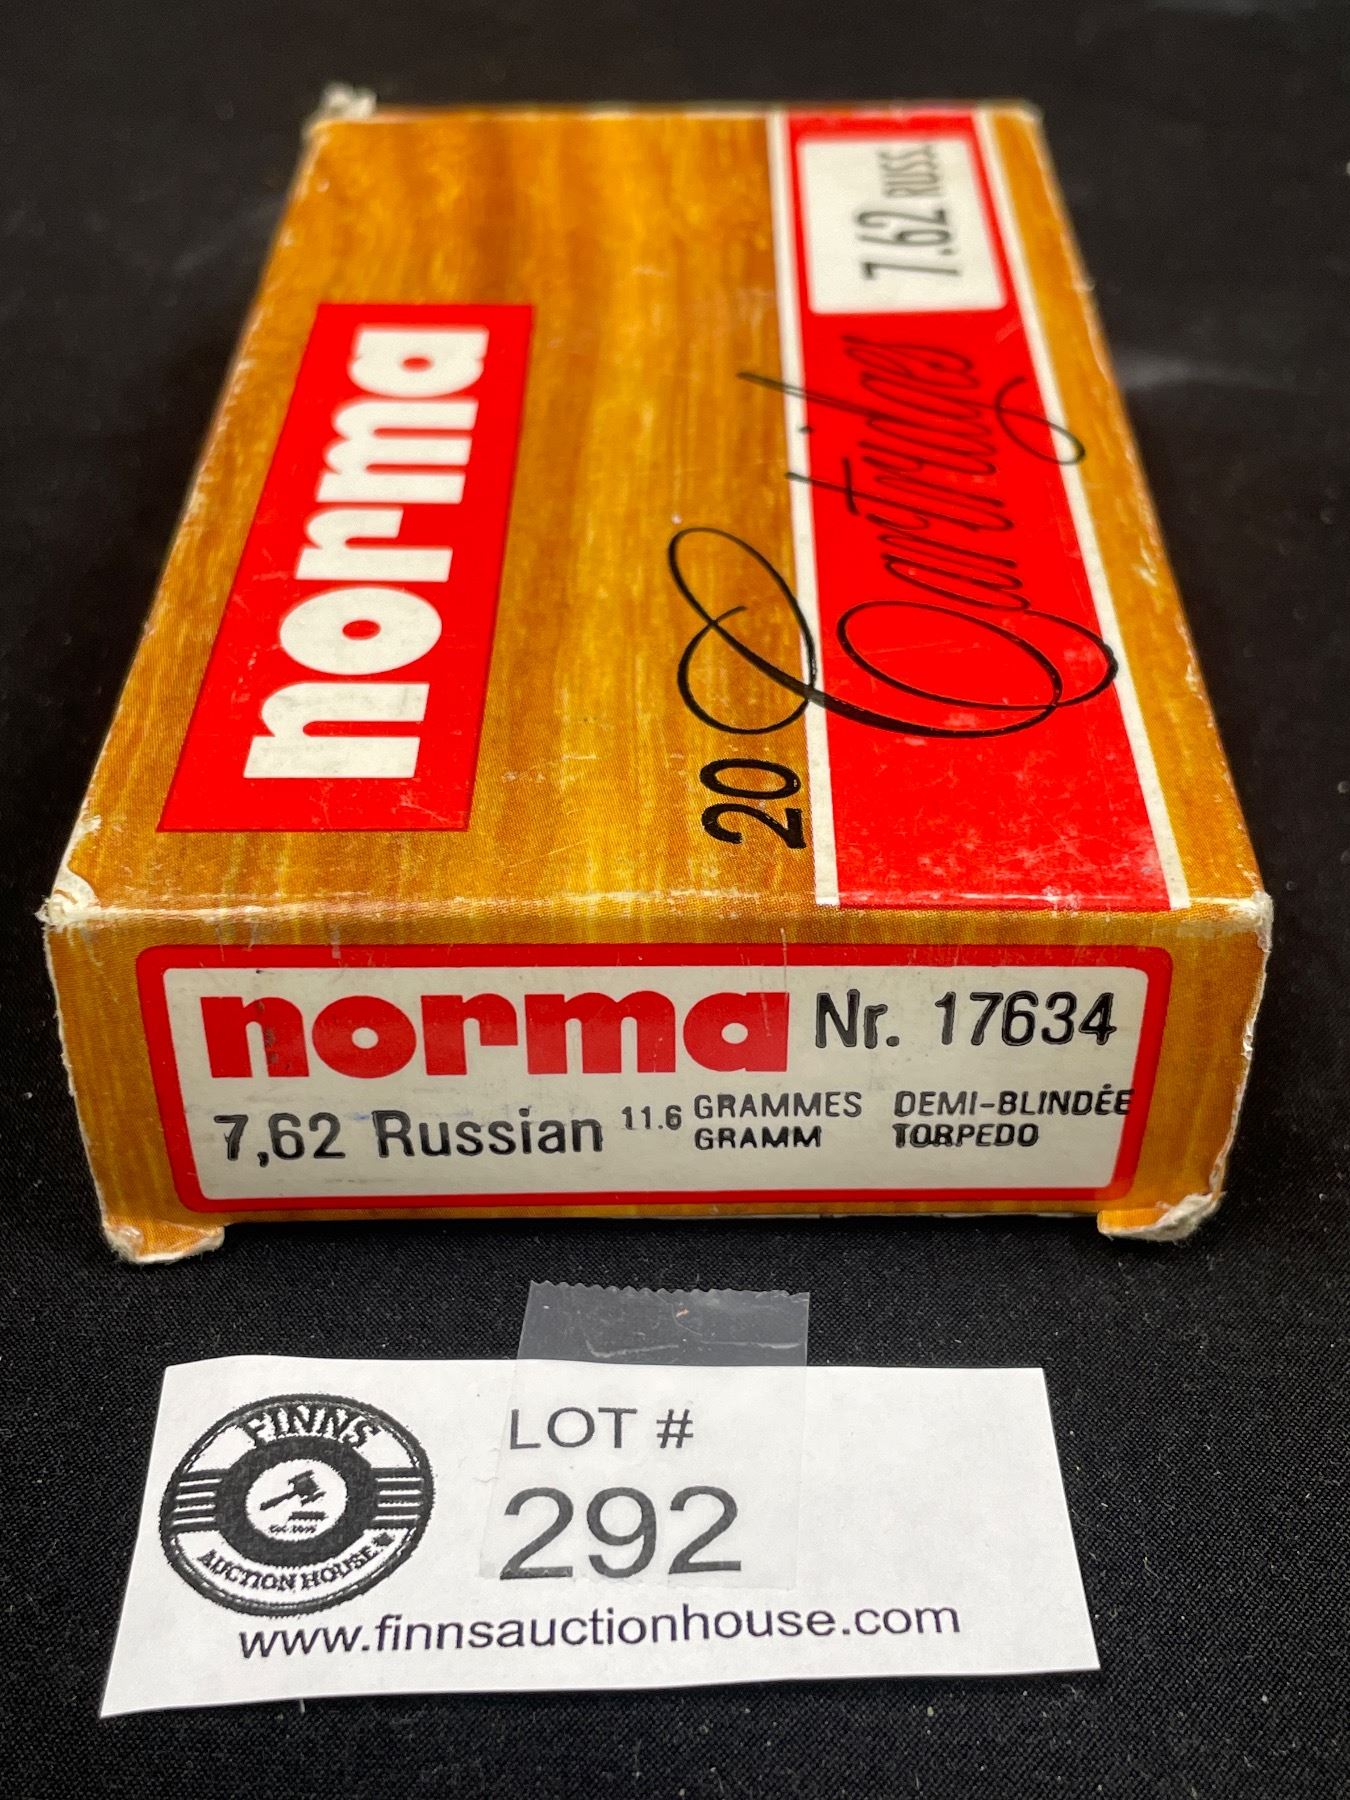 norma
20 Cartridges
7.62 RUSS.
norma Nr. 17634
7,62 Russian 11.6 GRAMMES DEMI-BLINDÉE
GRAMM TORPEDO
FINNS
AUCTION HOUSE
LOT #
292
www.finnsauctionhouse.com